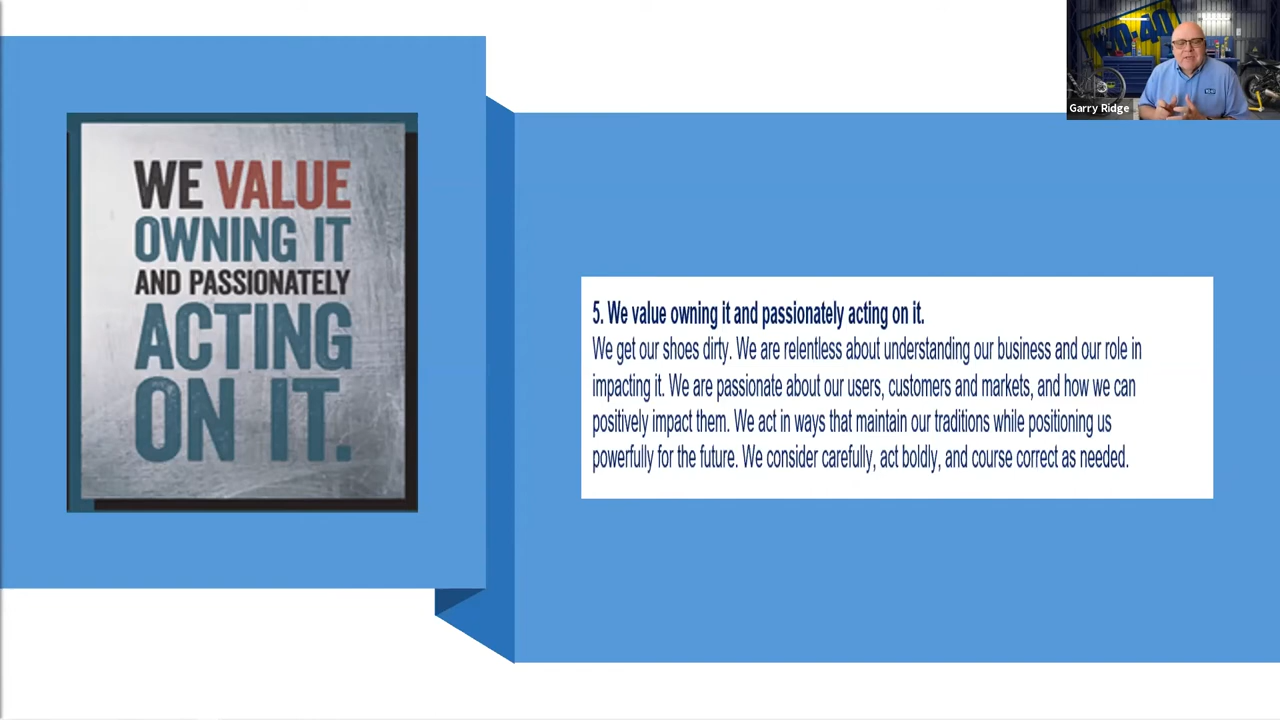 WE VALUE
OWNING IT
AND PASSIONATELY
ACTING
ON IT.
5. We value owning it and passionately acting on it.
We get our shoes dirty. We are relentless about understanding our business and our role in
impacting it. We are passionate about our users, customers and markets, and how we can
positively impact them. We act in ways that maintain our traditions while positioning us
powerfully for the future. We consider carefully, act boldly, and course correct as needed.
Garry Ridge